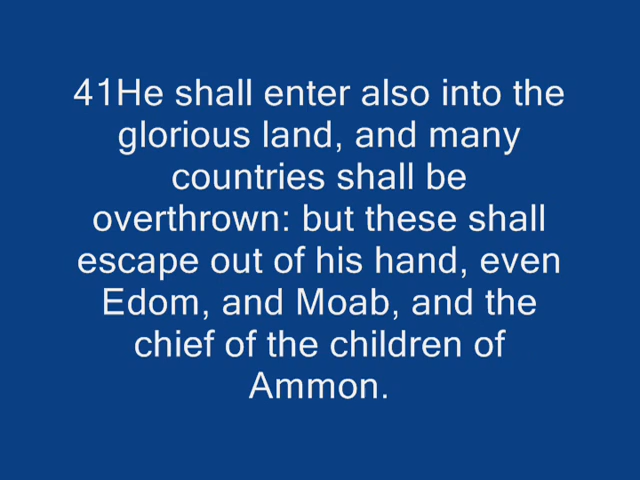 41He shall enter also into the
glorious land, and many
countries shall be
overthrown: but these shall
escape out of his hand, even
Edom, and Moab, and the
chief of the children of
Ammon.